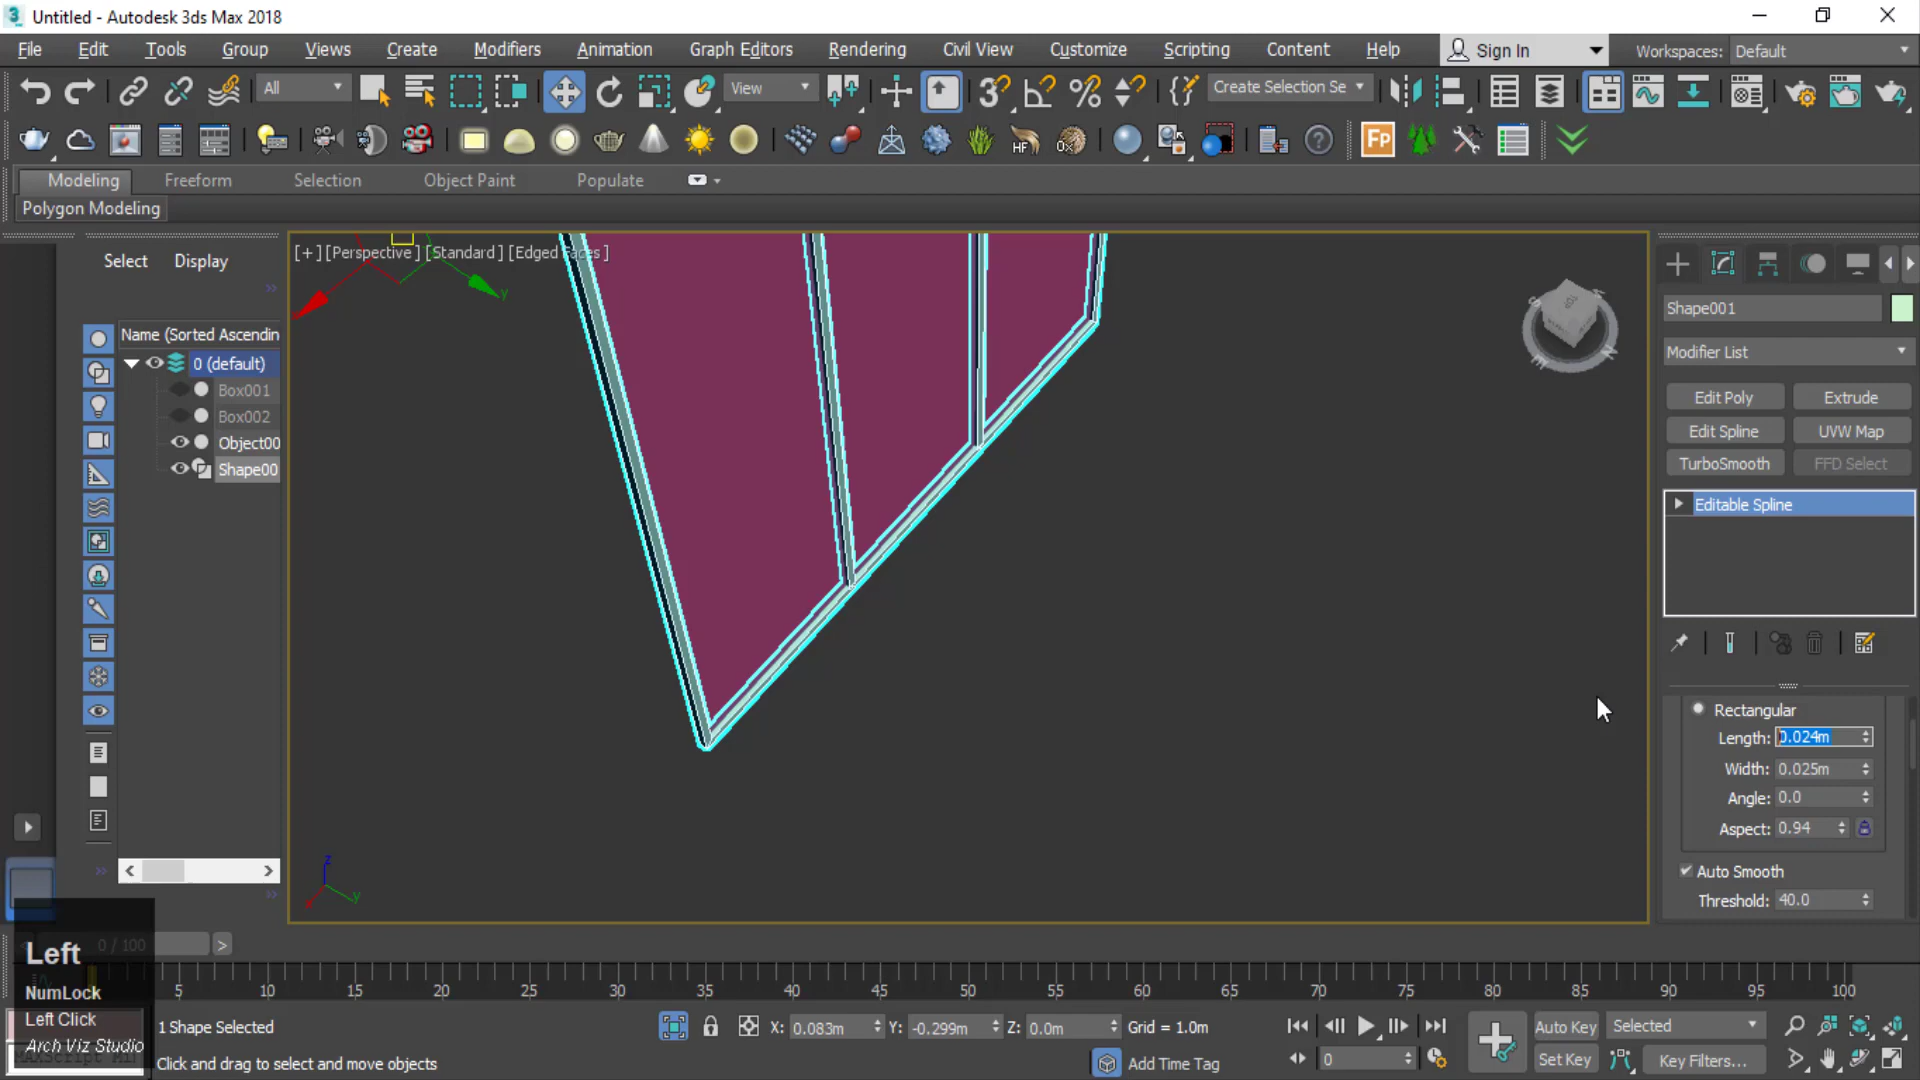 Untitled - Autodesk 3ds Max 2018
File Edit Tools Group Views Create Modifiers Animation Graph Editors Rendering Civil View Customize Scripting Content Help Sign In Workspaces: Default
All View Create Selection Se
Modeling Freeform Selection Object Paint Populate
Polygon Modeling
Select Display
[+] [Perspective] [Standard] [Edged Faces]
Name (Sorted Ascendin
0 (default)
Box001
Box002
Object00
Shape00
Shape001
Modifier List
Edit Poly Extrude
Edit Spline UVW Map
TurboSmooth FFD Select
Editable Spline
Rectangular
Length: 0.024m
Width: 0.025m
Angle: 0.0
Aspect: 0.94
Auto Smooth
Threshold: 40.0
0 / 100
Left
NumLock
Left Click
Arch Viz Studio
5 10 15 20 25 30 35 40 45 50 55 60 65 70 75 80 85 90 95 100
1 Shape Selected X: 0.083m Y: -0.299m Z: 0.0m Grid = 1.0m Auto Key Selected
Click and drag to select and move objects Add Time Tag 0 Set Key Key Filters...